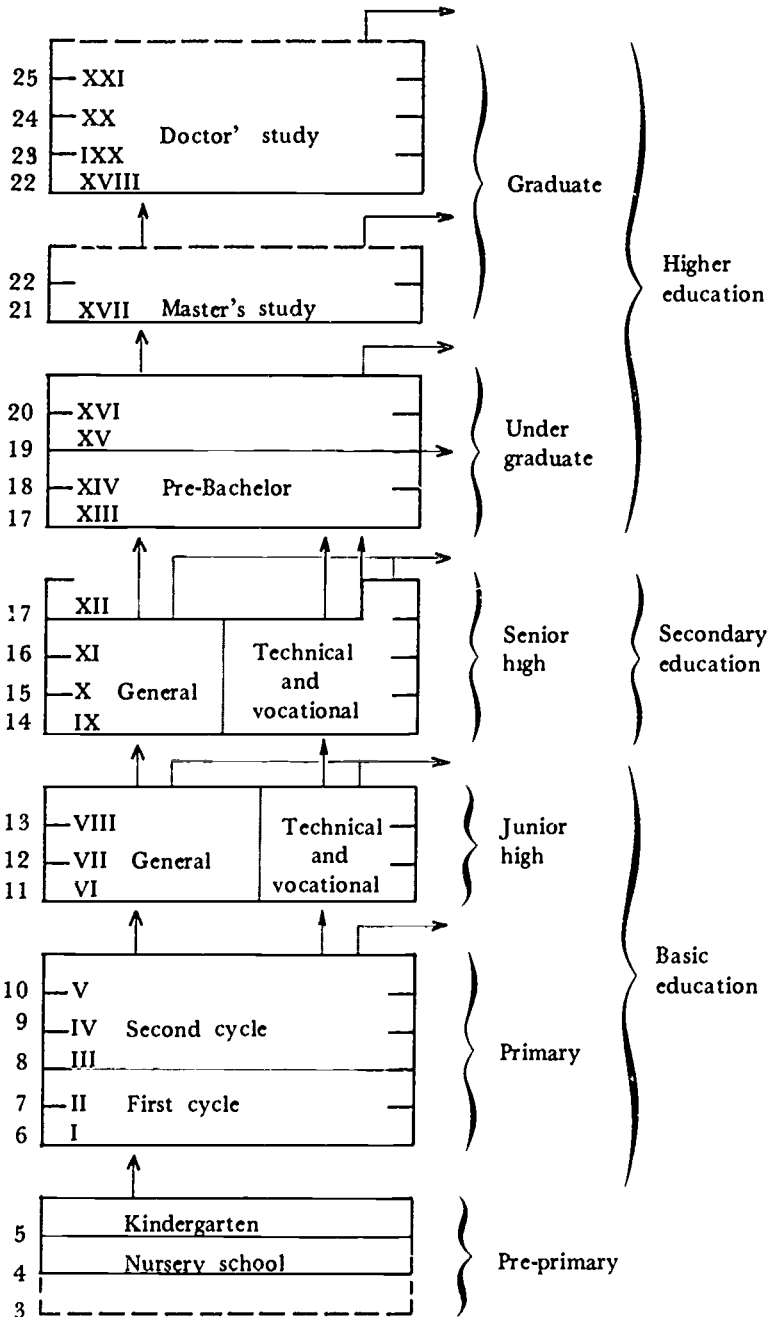 25 XXI
24 XX
Doctor' study
23 IXX
22 XVIII
Graduate
22
21 XVII Master's study
Higher
education
20 XVI
XV
19
Under
graduate
18 XIV Pre-Bachelor
17 XIII
17 XII
16 XI
15 X General
14 IX
Technical
and
vocational
Senior
high
Secondary
education
13 VIII
12 VII General
11 VI
Technical
and
vocational
Junior
high
10 V
9 IV Second cycle
III
8
7 II First cycle
6 I
Primary
Basic
education
Kindergarten
5
Nursery school
4
3
Pre-primary